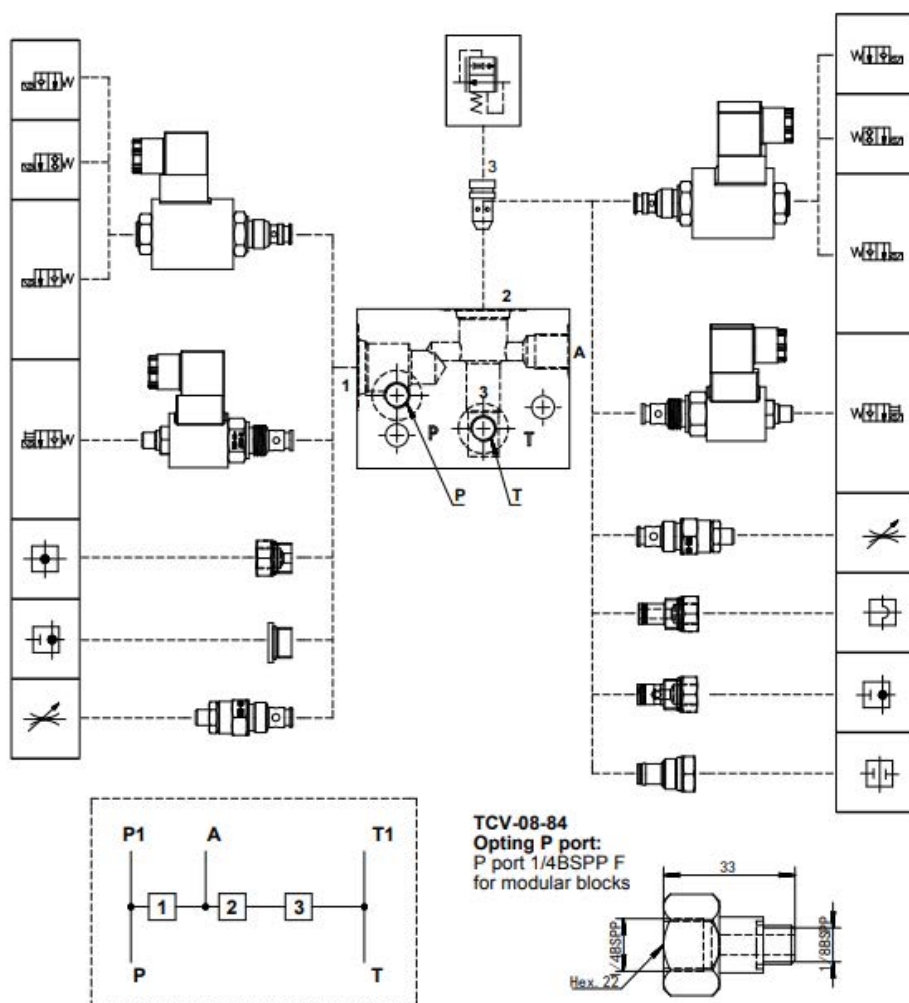 W
W
W
W
W
W
W
W
3
2
1
A
3
P
T
P
T
P1 A T1
1 2 3
P T
TCV-08-84
Opting P port:
P port 1/4BSPP F
for modular blocks
33
1/4BSPP
1/8BSPP
Hex. 22